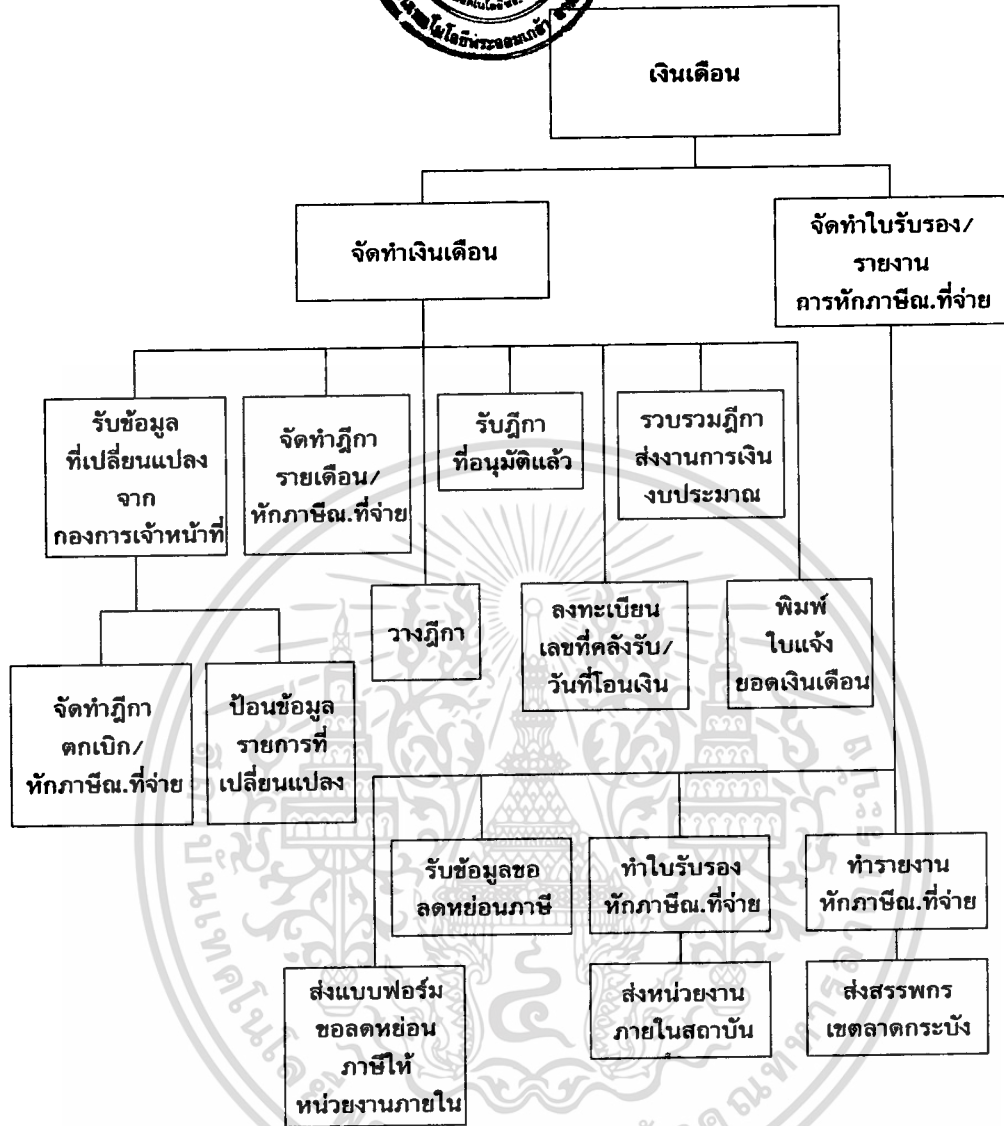 เงินเดือน
จัดทำเงินเดือน
จัดทำใบรับรอง/
รายงาน
การหักภาษีณ.ที่จ่าย
รับข้อมูล
ที่เปลี่ยนแปลง
จาก
กองการเจ้าหน้าที่
จัดทำฎีกา
รายเดือน/
หักภาษีณ.ที่จ่าย
รับฎีกา
ที่อนุมัติแล้ว
รวบรวมฎีกา
ส่งงานการเงิน
งบประมาณ
วางฎีกา
ลงทะเบียน
เลขที่คลังรับ/
วันที่โอนเงิน
พิมพ์
ใบแจ้ง
ยอดเงินเดือน
จัดทำฎีกา
ตกเบิก/
หักภาษีณ.ที่จ่าย
ป้อนข้อมูล
รายการที่
เปลี่ยนแปลง
รับข้อมูลขอ
ลดหย่อนภาษี
ทำใบรับรอง
หักภาษีณ.ที่จ่าย
ทำรายงาน
หักภาษีณ.ที่จ่าย
ส่งแบบฟอร์ม
ขอลดหย่อน
ภาษีให้
หน่วยงานภายใน
ส่งหน่วยงาน
ภายในสถาบัน
ส่งสรรพกร
เขตลาดกระบัง